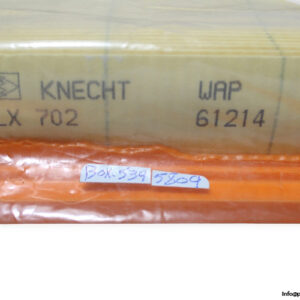 KNECHT WAP
LX 702 61214
BOX.534 5809